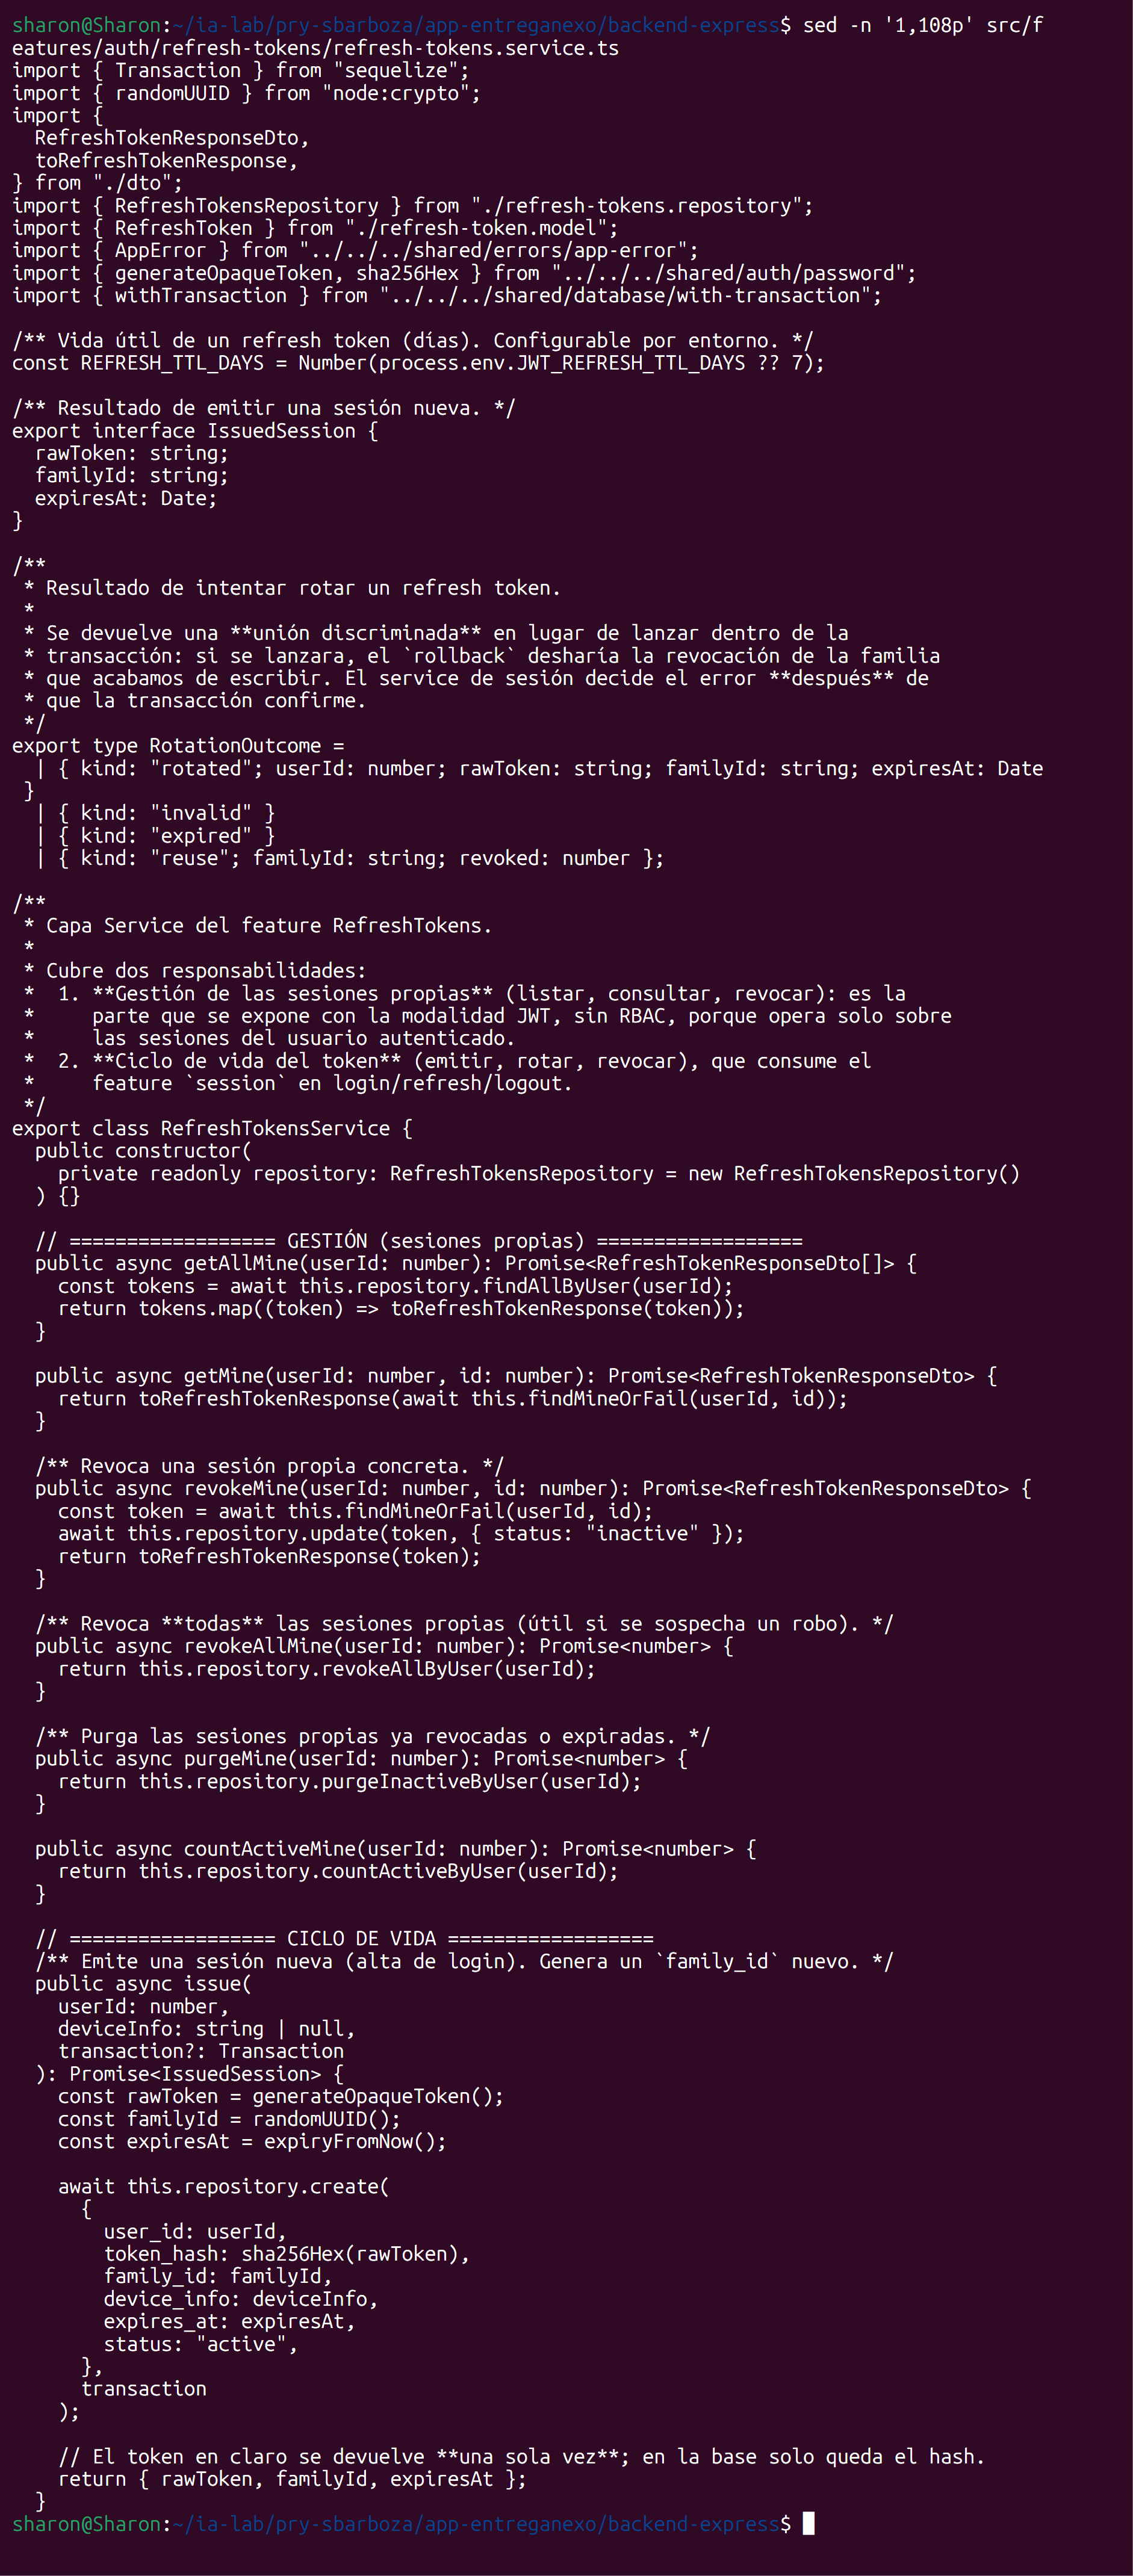 sharon@Sharon:~/ia-lab/pry-sbarboza/app-entreganexo/backend-express$ sed -n '1,108p' src/f
eatures/auth/refresh-tokens/refresh-tokens.service.ts
import { Transaction } from "sequelize";
import { randomUUID } from "node:crypto";
import {
  RefreshTokenResponseDto,
  toRefreshTokenResponse,
} from "./dto";
import { RefreshTokensRepository } from "./refresh-tokens.repository";
import { RefreshToken } from "./refresh-token.model";
import { AppError } from "../../../shared/errors/app-error";
import { generateOpaqueToken, sha256Hex } from "../../../shared/auth/password";
import { withTransaction } from "../../../shared/database/with-transaction";

/** Vida útil de un refresh token (días). Configurable por entorno. */
const REFRESH_TTL_DAYS = Number(process.env.JWT_REFRESH_TTL_DAYS ?? 7);

/** Resultado de emitir una sesión nueva. */
export interface IssuedSession {
  rawToken: string;
  familyId: string;
  expiresAt: Date;
}

/**
 * Resultado de intentar rotar un refresh token.
 *
 * Se devuelve una **unión discriminada** en lugar de lanzar dentro de la
 * transacción: si se lanzara, el `rollback` desharía la revocación de la familia
 * que acabamos de escribir. El service de sesión decide el error **después** de
 * que la transacción confirme.
 */
export type RotationOutcome =
  | { kind: "rotated"; userId: number; rawToken: string; familyId: string; expiresAt: Date
 }
  | { kind: "invalid" }
  | { kind: "expired" }
  | { kind: "reuse"; familyId: string; revoked: number };

/**
 * Capa Service del feature RefreshTokens.
 *
 * Cubre dos responsabilidades:
 *  1. **Gestión de las sesiones propias** (listar, consultar, revocar): es la
 *     parte que se expone con la modalidad JWT, sin RBAC, porque opera solo sobre
 *     las sesiones del usuario autenticado.
 *  2. **Ciclo de vida del token** (emitir, rotar, revocar), que consume el
 *     feature `session` en login/refresh/logout.
 */
export class RefreshTokensService {
  public constructor(
    private readonly repository: RefreshTokensRepository = new RefreshTokensRepository()
  ) {}

  // ================== GESTIÓN (sesiones propias) ==================
  public async getAllMine(userId: number): Promise<RefreshTokenResponseDto[]> {
    const tokens = await this.repository.findAllByUser(userId);
    return tokens.map((token) => toRefreshTokenResponse(token));
  }

  public async getMine(userId: number, id: number): Promise<RefreshTokenResponseDto> {
    return toRefreshTokenResponse(await this.findMineOrFail(userId, id));
  }

  /** Revoca una sesión propia concreta. */
  public async revokeMine(userId: number, id: number): Promise<RefreshTokenResponseDto> {
    const token = await this.findMineOrFail(userId, id);
    await this.repository.update(token, { status: "inactive" });
    return toRefreshTokenResponse(token);
  }

  /** Revoca **todas** las sesiones propias (útil si se sospecha un robo). */
  public async revokeAllMine(userId: number): Promise<number> {
    return this.repository.revokeAllByUser(userId);
  }

  /** Purga las sesiones propias ya revocadas o expiradas. */
  public async purgeMine(userId: number): Promise<number> {
    return this.repository.purgeInactiveByUser(userId);
  }

  public async countActiveMine(userId: number): Promise<number> {
    return this.repository.countActiveByUser(userId);
  }

  // ================== CICLO DE VIDA ==================
  /** Emite una sesión nueva (alta de login). Genera un `family_id` nuevo. */
  public async issue(
    userId: number,
    deviceInfo: string | null,
    transaction?: Transaction
  ): Promise<IssuedSession> {
    const rawToken = generateOpaqueToken();
    const familyId = randomUUID();
    const expiresAt = expiryFromNow();

    await this.repository.create(
      {
        user_id: userId,
        token_hash: sha256Hex(rawToken),
        family_id: familyId,
        device_info: deviceInfo,
        expires_at: expiresAt,
        status: "active",
      },
      transaction
    );

    // El token en claro se devuelve **una sola vez**; en la base solo queda el hash.
    return { rawToken, familyId, expiresAt };
  }
sharon@Sharon:~/ia-lab/pry-sbarboza/app-entreganexo/backend-express$